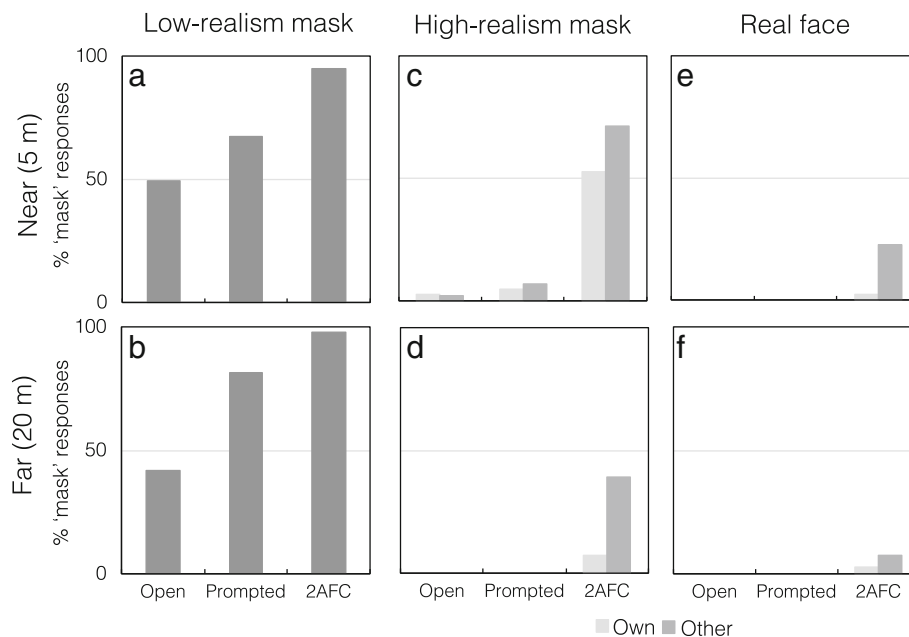 Low-realism mask High-realism mask Real face
Near (5 m)
% ‘mask’ responses
100
50
0
a
c
e
Far (20 m)
% ‘mask’ responses
100
50
0
b
d
f
Open Prompted 2AFC Open Prompted 2AFC Open Prompted 2AFC
Own Other